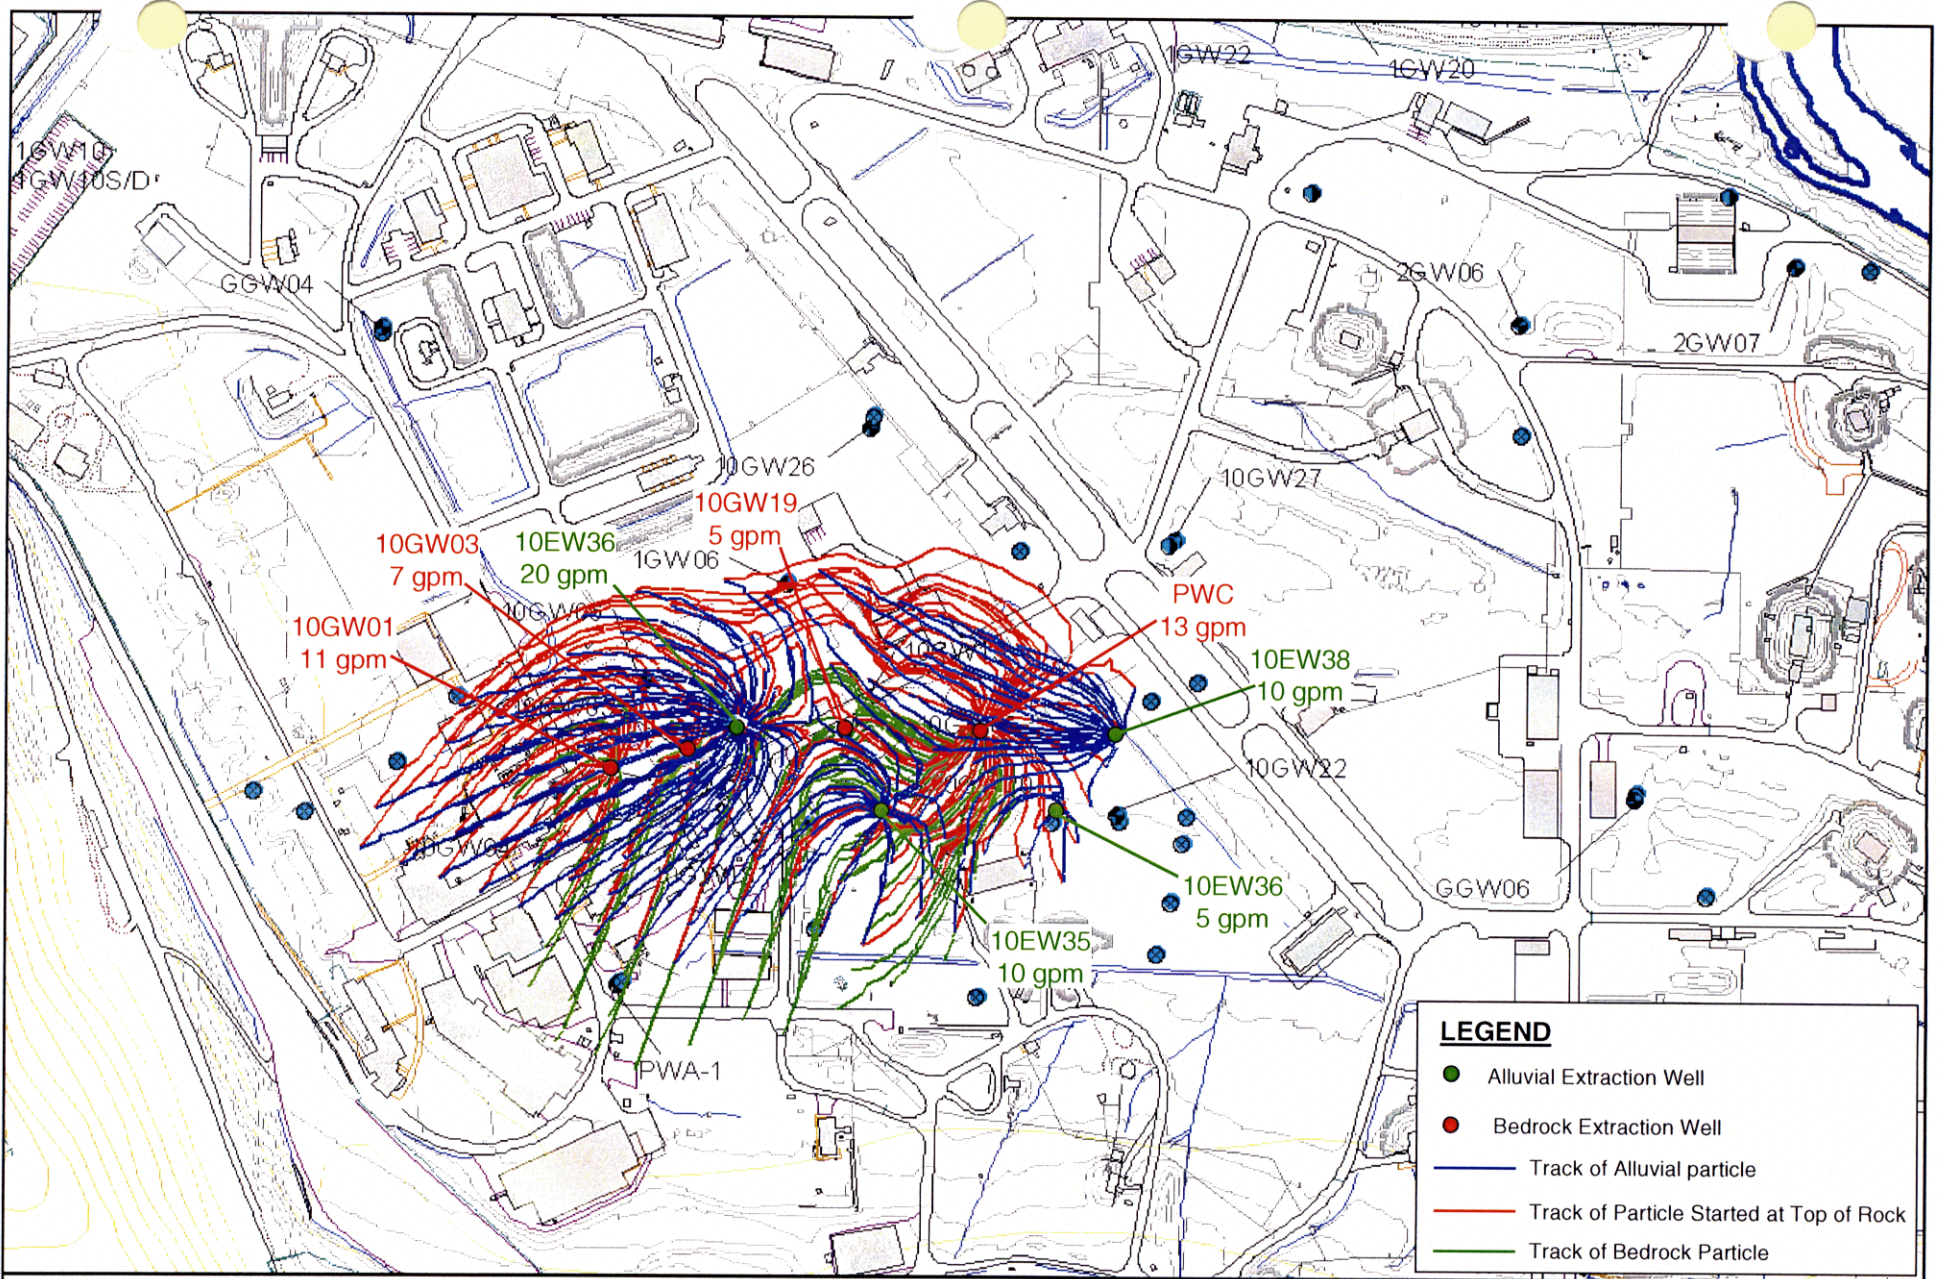 1GW22
1GW20
1GW10
1GW10S/D
GGW04
2GW06
2GW07
10GW26
10GW27
10GW19
5 gpm
10GW03
7 gpm
10EW36
20 gpm
1GW06
PWC
13 gpm
10GW01
11 gpm
10EW38
10 gpm
10GW22
10EW36
5 gpm
GGW06
10EW35
10 gpm
PWA-1
LEGEND
Alluvial Extraction Well
Bedrock Extraction Well
Track of Alluvial particle
Track of Particle Started at Top of Rock
Track of Bedrock Particle